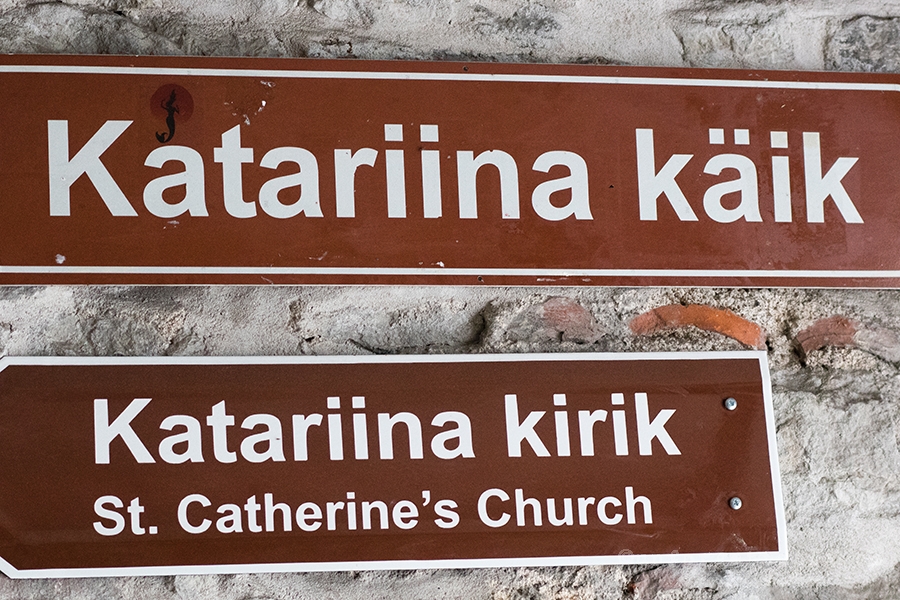 Katariina käik
Katariina kirik
St. Catherine’s Church